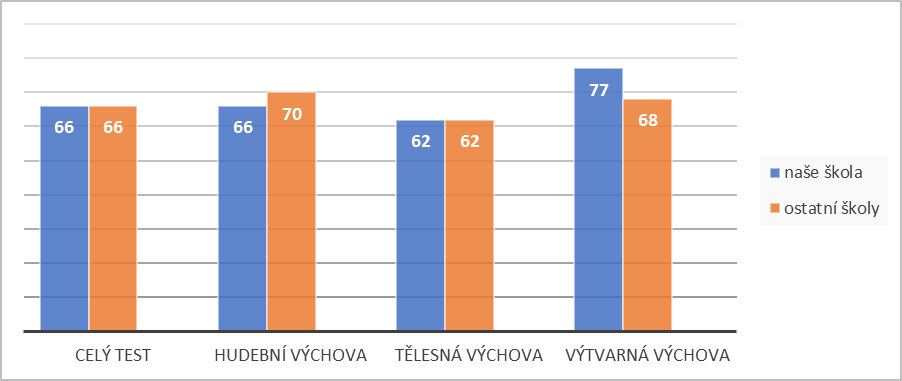 66 66 66 70 62 62 77 68
CELÝ TEST HUDEBNÍ VÝCHOVA TĚLESNÁ VÝCHOVA VÝTVARNÁ VÝCHOVA
naše škola
ostatní školy